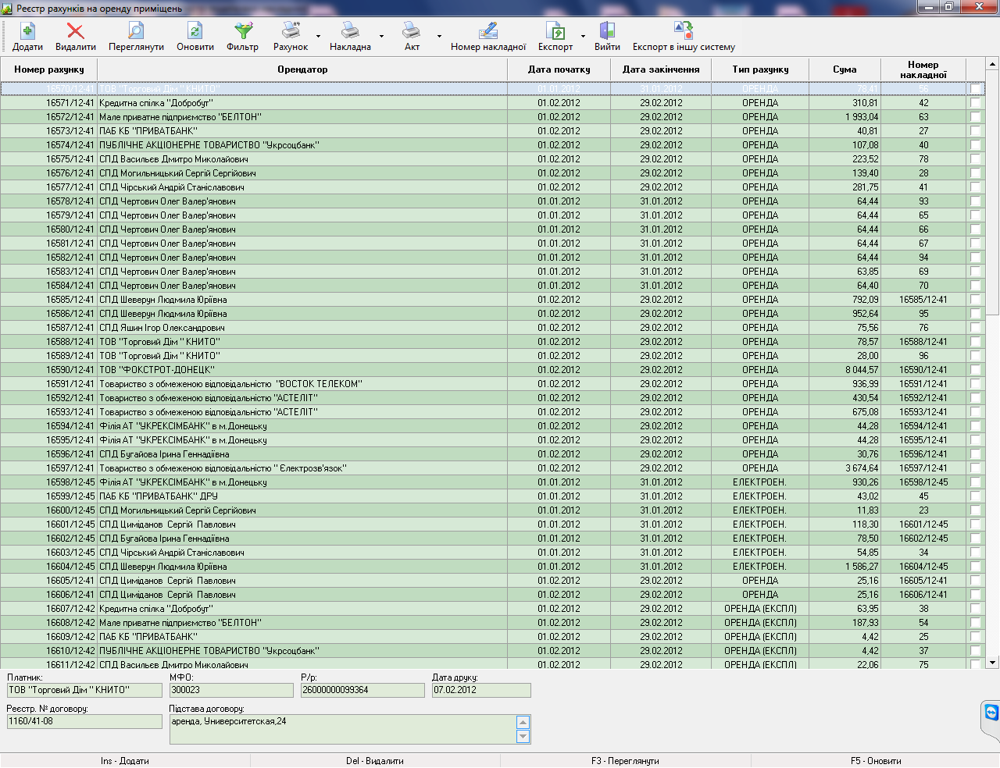 Реєстр рахунків на оренду приміщень
Додати Видалити Переглянути Оновити Фильтр Рахунок Накладна Акт Номер накладної Експорт Вийти Експорт в іншу систему
Номер рахунку Орендатор Дата початку Дата закінчення Тип рахунку Сума Номер накладної
16570/12-41 ТОВ "Торговий Дім " КНИТО" 01.01.2012 31.01.2012 ОРЕНДА 78,41 56
16571/12-41 Кредитна спілка "Добробут" 01.02.2012 29.02.2012 ОРЕНДА 310,81 42
16572/12-41 Мале приватне підприємство "БЕЛТОН" 01.02.2012 29.02.2012 ОРЕНДА 1 993,04 63
16573/12-41 ПАБ КБ "ПРИВАТБАНК" 01.02.2012 29.02.2012 ОРЕНДА 40,81 27
16574/12-41 ПУБЛІЧНЕ АКЦІОНЕРНЕ ТОВАРИСТВО "Укрсоцбанк" 01.02.2012 29.02.2012 ОРЕНДА 107,08 40
16575/12-41 СПД Васильєв Дмитро Миколайович 01.02.2012 29.02.2012 ОРЕНДА 223,52 78
16576/12-41 СПД Могильницький Сергій Сергійович 01.02.2012 29.02.2012 ОРЕНДА 139,40 28
16577/12-41 СПД Чірський Андрій Станіславович 01.02.2012 29.02.2012 ОРЕНДА 281,75 41
16578/12-41 СПД Чертович Олег Валер'янович 01.01.2012 31.01.2012 ОРЕНДА 64,44 93
16579/12-41 СПД Чертович Олег Валер'янович 01.01.2012 31.01.2012 ОРЕНДА 64,44 65
16580/12-41 СПД Чертович Олег Валер'янович 01.01.2012 31.01.2012 ОРЕНДА 64,44 66
16581/12-41 СПД Чертович Олег Валер'янович 01.01.2012 31.01.2012 ОРЕНДА 64,44 67
16582/12-41 СПД Чертович Олег Валер'янович 01.01.2012 31.01.2012 ОРЕНДА 64,44 94
16583/12-41 СПД Чертович Олег Валер'янович 01.01.2012 31.01.2012 ОРЕНДА 63,85 69
16584/12-41 СПД Чертович Олег Валер'янович 01.01.2012 31.01.2012 ОРЕНДА 64,40 70
16585/12-41 СПД Шеверун Людмила Юріївна 01.02.2012 29.02.2012 ОРЕНДА 792,09 16585/12-41
16586/12-41 СПД Шеверун Людмила Юріївна 01.02.2012 29.02.2012 ОРЕНДА 952,64 95
16587/12-41 СПД Яшин Ігор Олександрович 01.02.2012 29.02.2012 ОРЕНДА 75,56 76
16588/12-41 ТОВ "Торговий Дім " КНИТО" 01.02.2012 29.02.2012 ОРЕНДА 78,57 16588/12-41
16589/12-41 ТОВ "Торговий Дім " КНИТО" 01.02.2012 29.02.2012 ОРЕНДА 28,00 96
16590/12-41 ТОВ "ФОКСТРОТ-ДОНЕЦК" 01.02.2012 29.02.2012 ОРЕНДА 8 044,57 16590/12-41
16591/12-41 Товариство з обмеженою відповідальністю "ВОСТОК ТЕЛЕКОМ" 01.02.2012 29.02.2012 ОРЕНДА 936,99 16591/12-41
16592/12-41 Товариство з обмеженою відповідальністю "АСТЕЛІТ" 01.02.2012 29.02.2012 ОРЕНДА 430,54 16592/12-41
16593/12-41 Товариство з обмеженою відповідальністю "АСТЕЛІТ" 01.02.2012 29.02.2012 ОРЕНДА 675,08 16593/12-41
16594/12-41 Філія АТ "УКРЕКСІМБАНК" в м.Донецьку 01.02.2012 29.02.2012 ОРЕНДА 44,28 16594/12-41
16595/12-41 Філія АТ "УКРЕКСІМБАНК" в м.Донецьку 01.02.2012 29.02.2012 ОРЕНДА 44,28 16595/12-41
16596/12-41 СПД Бугайова Ірина Геннадіївна 01.02.2012 29.02.2012 ОРЕНДА 30,76 16596/12-41
16597/12-41 Товариство з обмеженою відповідальністю " Електрозв'язок" 01.02.2012 29.02.2012 ОРЕНДА 3 674,64 16597/12-41
16598/12-45 Філія АТ "УКРЕКСІМБАНК" в м.Донецьку 01.01.2012 31.01.2012 ЕЛЕКТРОЕН. 930,26 16598/12-45
16599/12-45 ПАБ КБ "ПРИВАТБАНК" ДРУ 01.01.2012 31.01.2012 ЕЛЕКТРОЕН. 43,02 45
16600/12-45 СПД Могильницький Сергій Сергійович 01.01.2012 31.01.2012 ЕЛЕКТРОЕН. 11,83 23
16601/12-45 СПД Циміданов Сергій Павлович 01.01.2012 31.01.2012 ЕЛЕКТРОЕН. 118,30 16601/12-45
16602/12-45 СПД Бугайова Ірина Геннадіївна 01.01.2012 31.01.2012 ЕЛЕКТРОЕН. 78,50 16602/12-45
16603/12-45 СПД Чірський Андрій Станіславович 01.01.2012 31.01.2012 ЕЛЕКТРОЕН. 54,85 34
16604/12-45 СПД Шеверун Людмила Юріївна 01.01.2012 31.01.2012 ЕЛЕКТРОЕН. 1 586,27 16604/12-45
16605/12-41 СПД Циміданов Сергій Павлович 01.02.2012 29.02.2012 ОРЕНДА 25,16 16605/12-41
16606/12-41 СПД Циміданов Сергій Павлович 01.02.2012 29.02.2012 ОРЕНДА 25,16 16606/12-41
16607/12-42 Кредитна спілка "Добробут" 01.02.2012 29.02.2012 ОРЕНДА (ЕКСПЛ) 63,95 38
16608/12-42 Мале приватне підприємство "БЕЛТОН" 01.02.2012 29.02.2012 ОРЕНДА (ЕКСПЛ) 187,93 54
16609/12-42 ПАБ КБ "ПРИВАТБАНК" 01.02.2012 29.02.2012 ОРЕНДА (ЕКСПЛ) 4,42 25
16610/12-42 ПУБЛІЧНЕ АКЦІОНЕРНЕ ТОВАРИСТВО "Укрсоцбанк" 01.02.2012 29.02.2012 ОРЕНДА (ЕКСПЛ) 4,42 37
16611/12-42 СПД Васильєв Дмитро Миколайович 01.02.2012 29.02.2012 ОРЕНДА (ЕКСПЛ) 22,06 75
Платник: МФО: Р/р: Дата друку:
ТОВ "Торговий Дім " КНИТО" 300023 26000000099364 07.02.2012
Реєстр. № договору: Підстава договору:
1160/41-08 аренда, Университетская,24
Ins - Додати Del - Видалити F3 - Переглянути F5 - Оновити